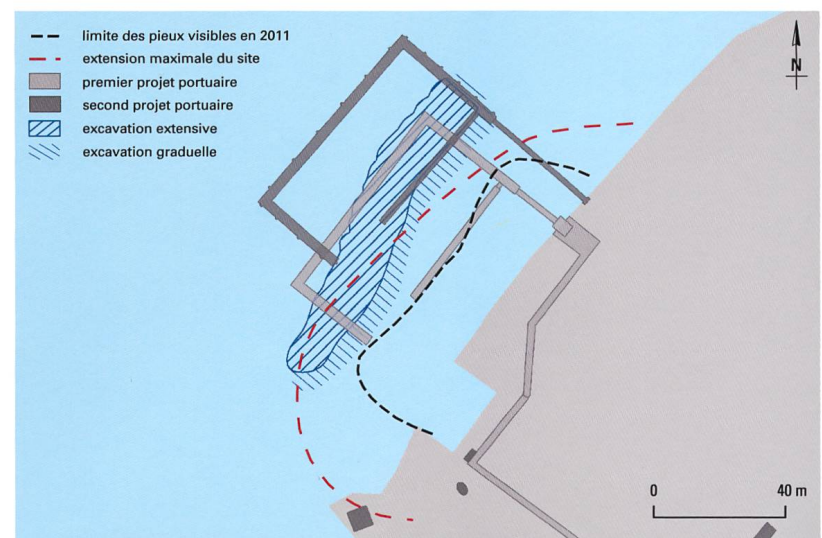 limite des pieux visibles en 2011
extension maximale du site
premier projet portuaire
second projet portuaire
excavation extensive
excavation graduelle
N
0 40 m